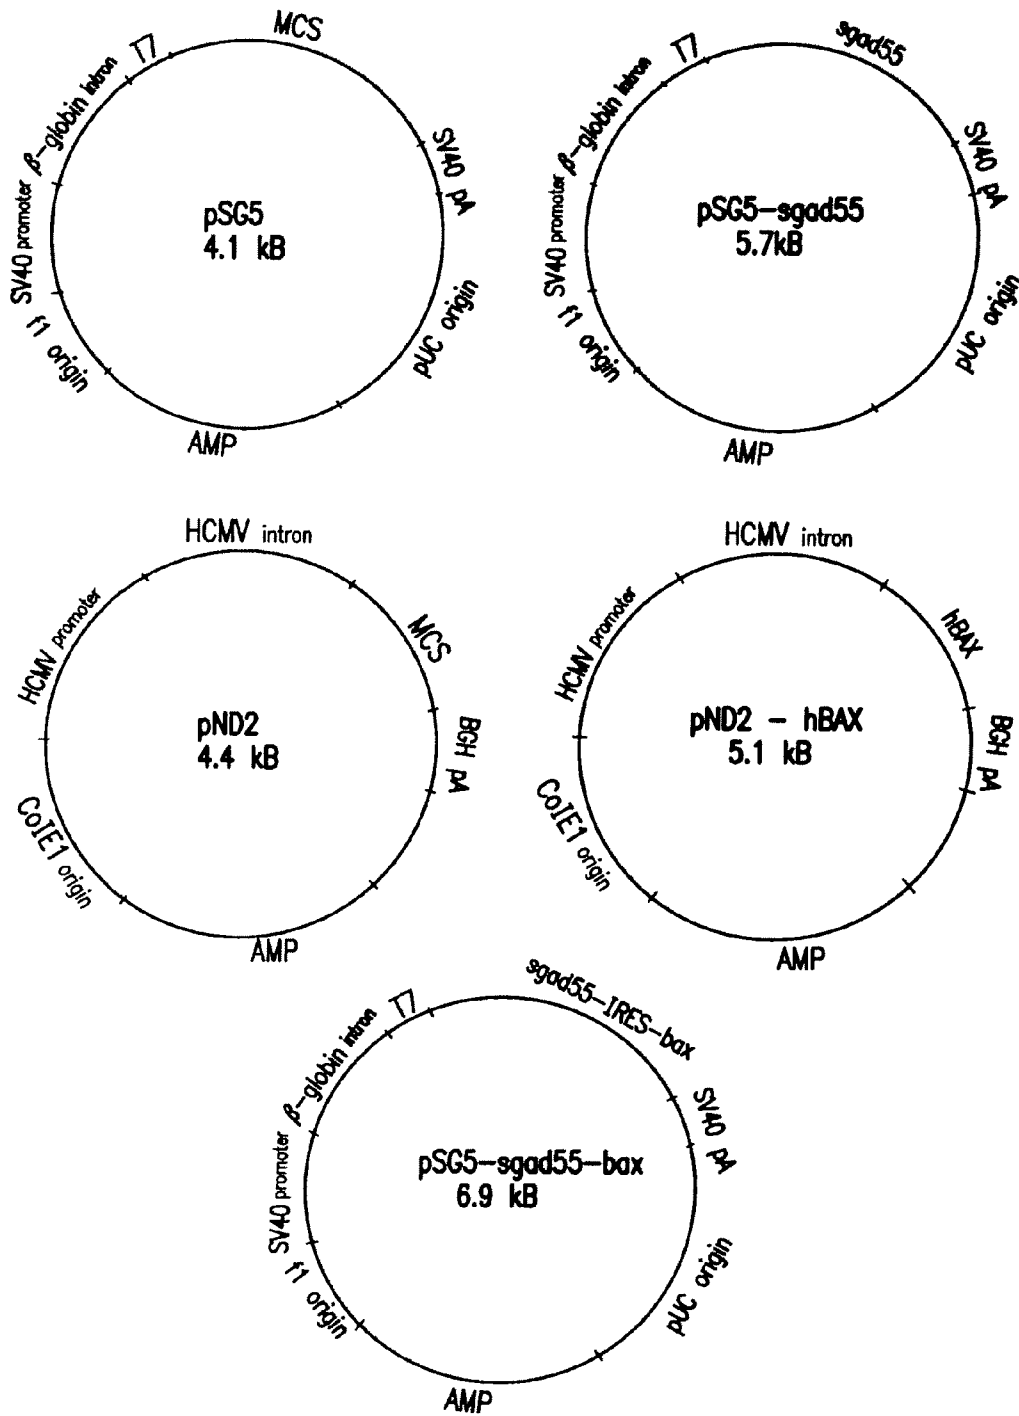 MCS
T7
β-globin intron
SV40 promoter
f1 origin
AMP
pUC origin
SV40 pA
pSG5
4.1 kB
sgad55
T7
β-globin intron
SV40 promoter
f1 origin
AMP
pUC origin
SV40 pA
pSG5-sgad55
5.7kB
HCMV intron
HCMV promoter
MCS
BGH pA
ColE1 origin
AMP
pND2
4.4 kB
HCMV intron
HCMV promoter
hBAX
BGH pA
ColE1 origin
AMP
pND2 - hBAX
5.1 kB
sgad55-IRES-bax
T7
β-globin intron
SV40 promoter
f1 origin
AMP
pUC origin
SV40 pA
pSG5-sgad55-bax
6.9 kB